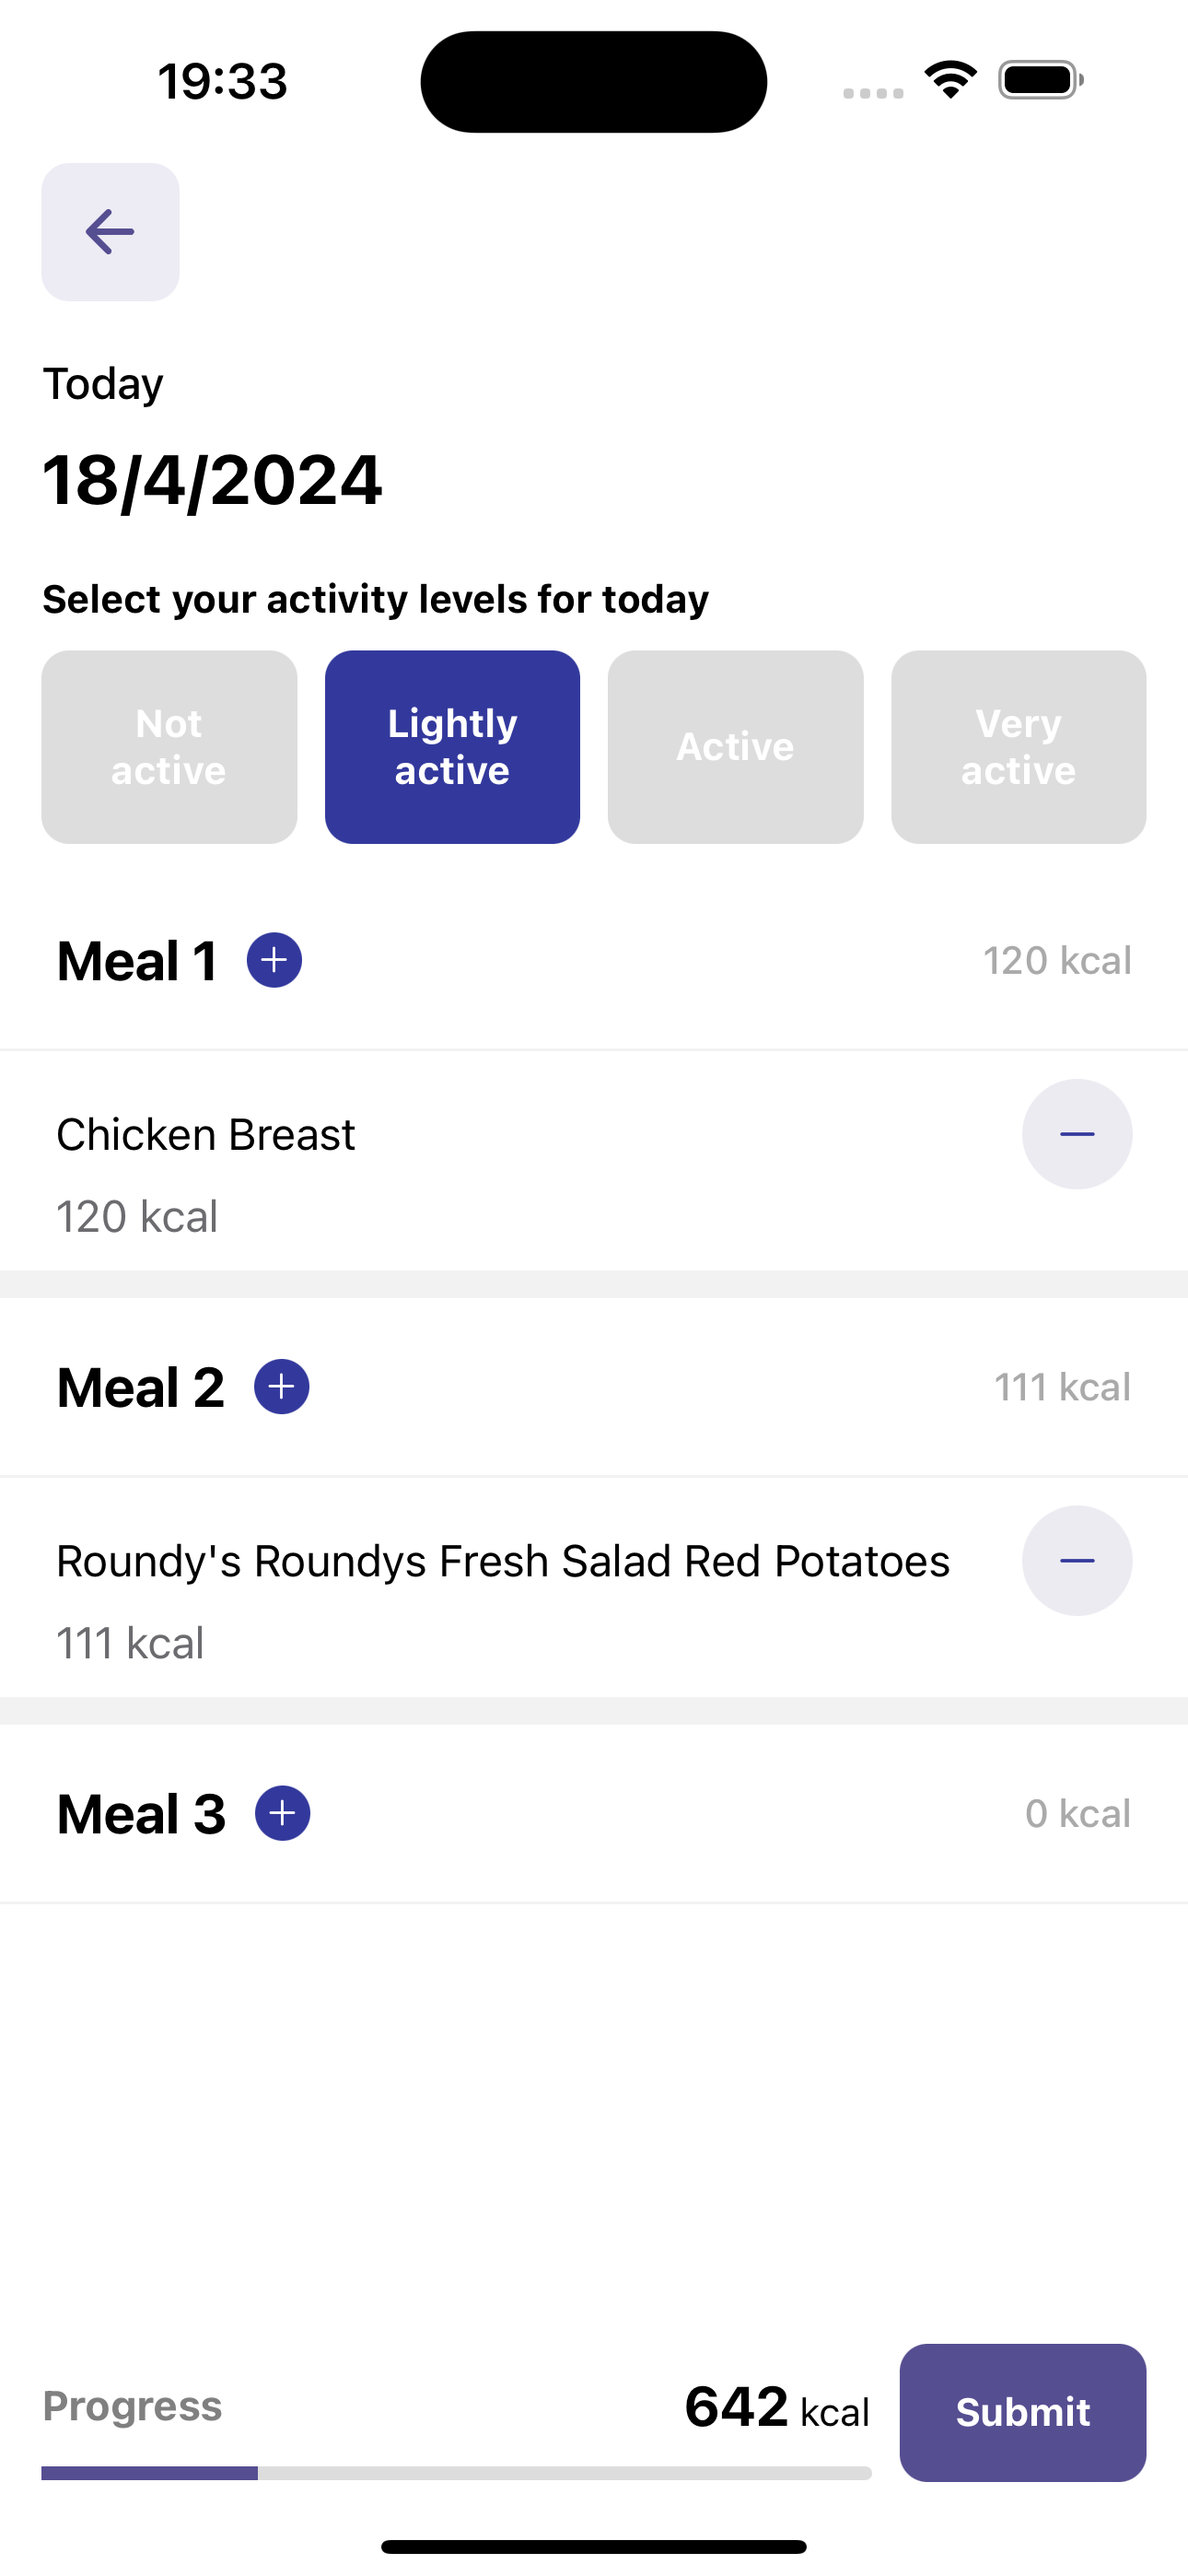 19:33
Today
18/4/2024
Select your activity levels for today
Not
active
Lightly
active
Active
Very
active
Meal 1
120 kcal
Chicken Breast
120 kcal
Meal 2
111 kcal
Roundy's Roundys Fresh Salad Red Potatoes
111 kcal
Meal 3
0 kcal
Progress
642 kcal
Submit